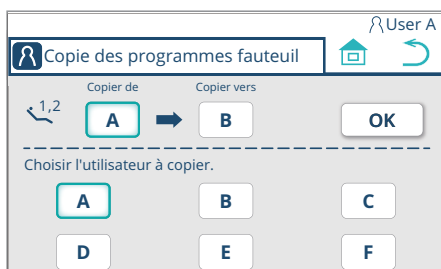 User A
Copie des programmes fauteuil
Copier de Copier vers
1,2 A B OK
Choisir l'utilisateur à copier.
A B C
D E F